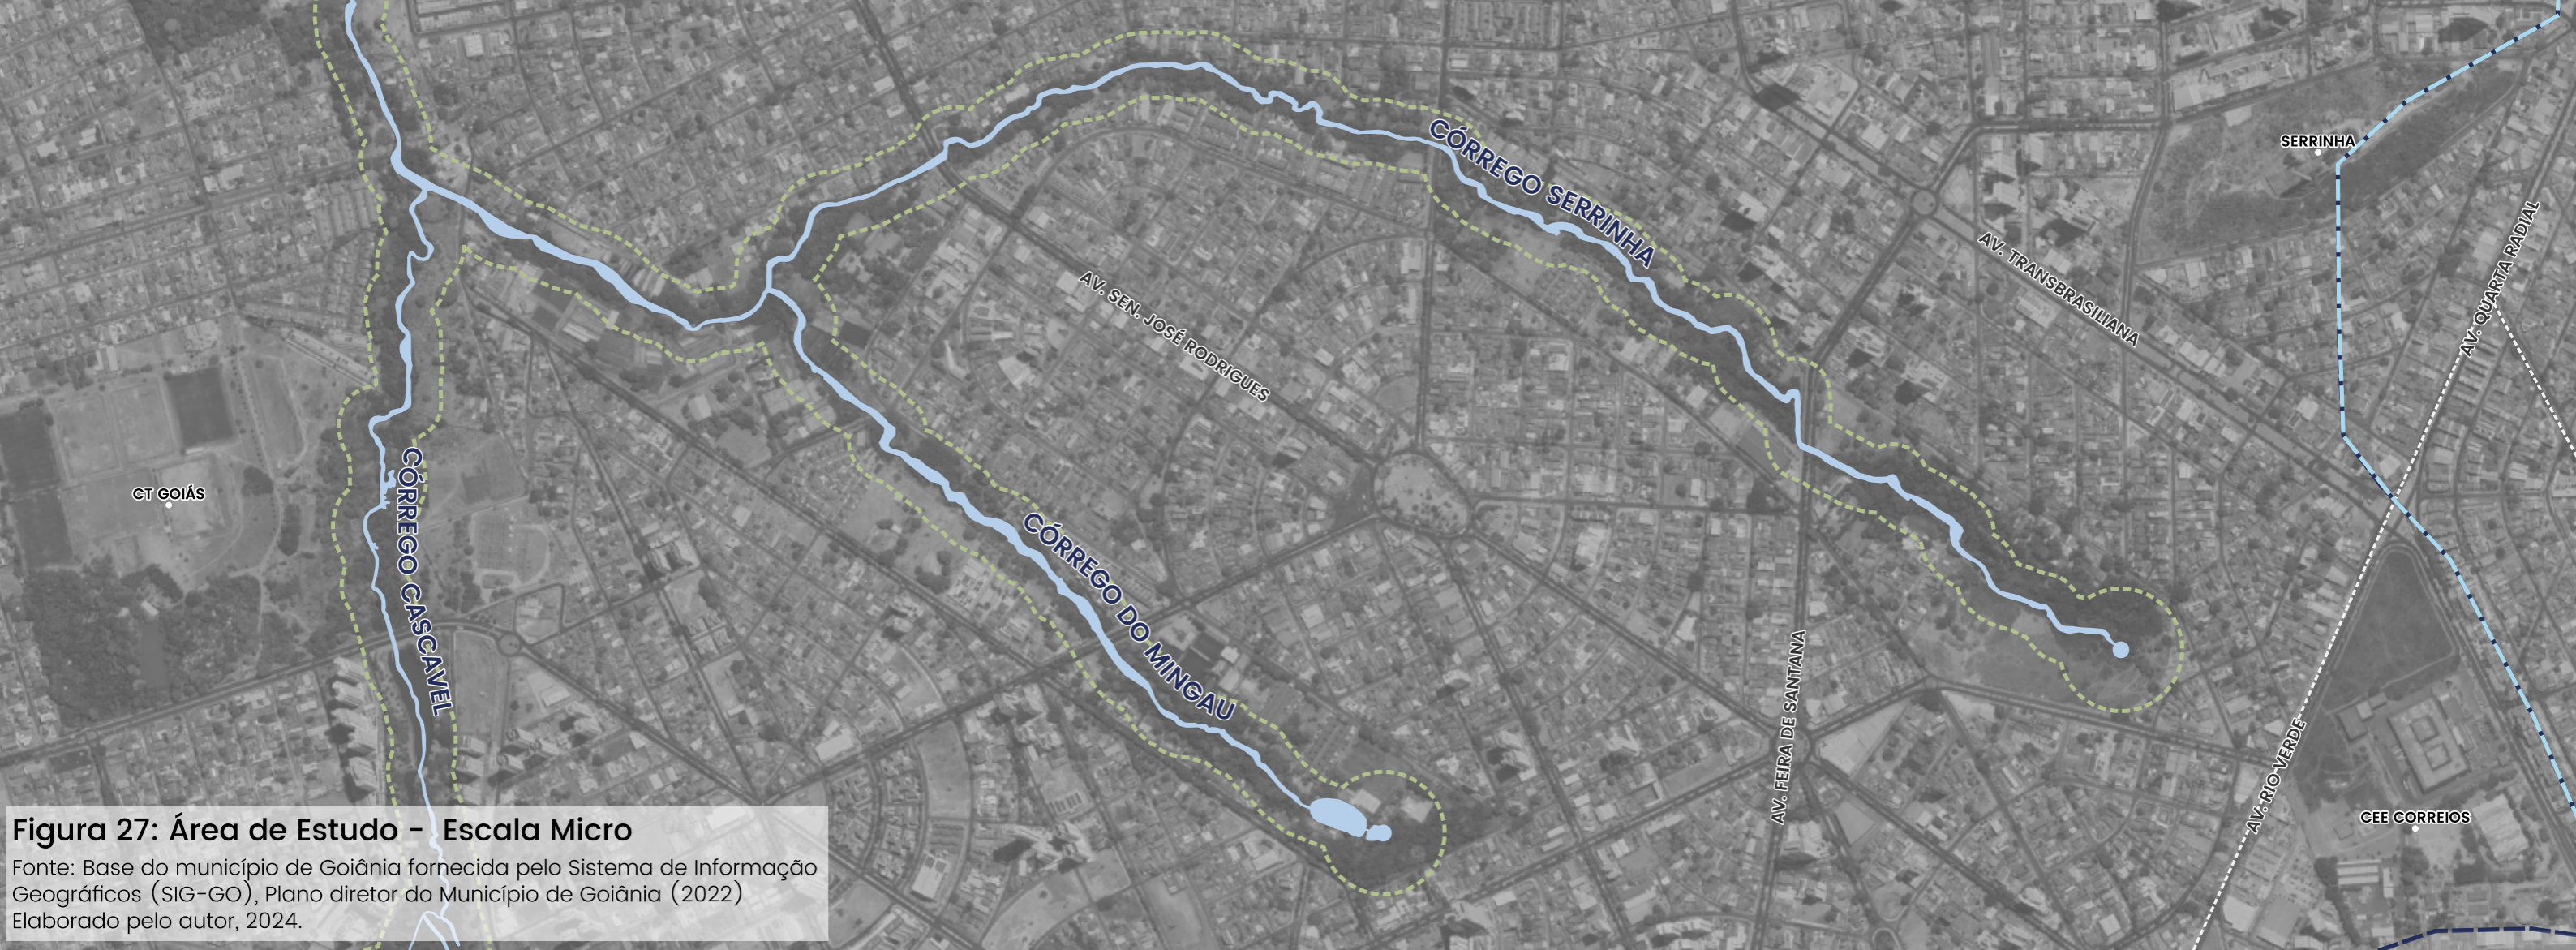 CÓRREGO SERRINHA
SERRINHA
AV. TRANSBRASILIANA
AV. QUARTA RADIAL
AV. SEN. JOSÉ RODRIGUES
CT GOIÁS
CÓRREGO CASCAVEL
CÓRREGO DO MINGAU
AV. FEIRA DE SANTANA
AV. RIO VERDE
CEE CORREIOS
Figura 27: Área de Estudo - Escala Micro
Fonte: Base do município de Goiânia fornecida pelo Sistema de Informação
Geográficos (SIG-GO), Plano diretor do Município de Goiânia (2022)
Elaborado pelo autor, 2024.